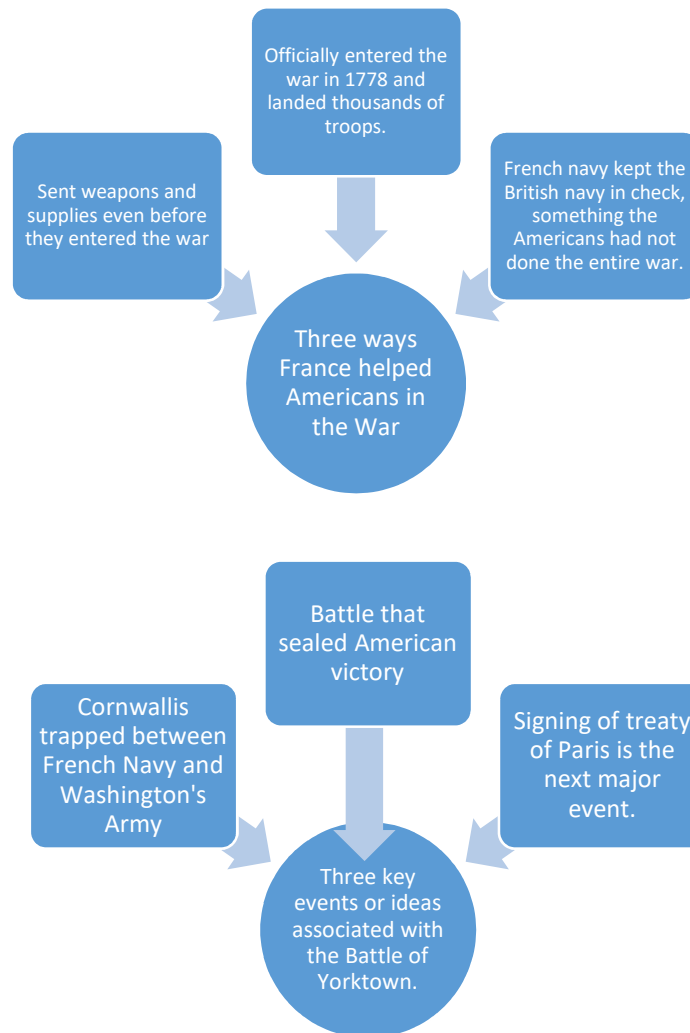 Officially entered the
war in 1778 and
landed thousands of
troops.
Sent weapons and
supplies even before
they entered the war
French navy kept the
British navy in check,
something the
Americans had not
done the entire war.
Three ways
France helped
Americans in
the War
Battle that
sealed American
victory
Cornwallis
trapped between
French Navy and
Washington's
Army
Signing of treaty
of Paris is the
next major
event.
Three key
events or ideas
associated with
the Battle of
Yorktown.